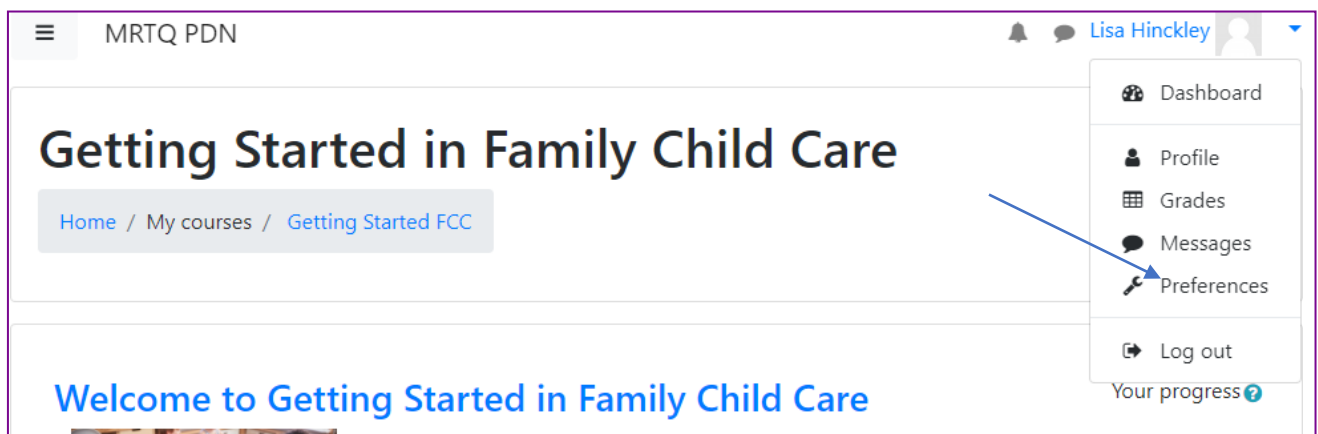 MRTQ PDN
Lisa Hinckley
Dashboard
Profile
Grades
Messages
Preferences
Log out
Getting Started in Family Child Care
Home / My courses / Getting Started FCC
Welcome to Getting Started in Family Child Care
Your progress